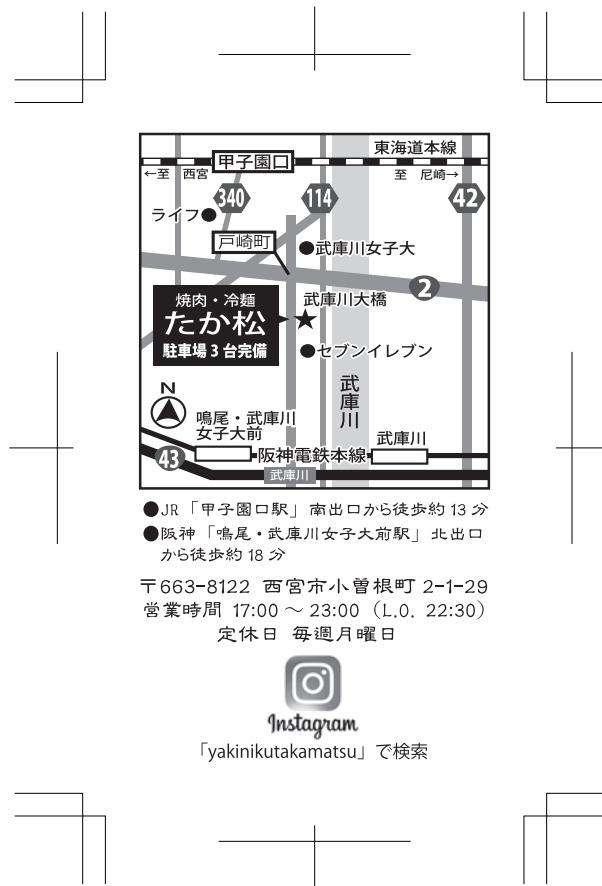 東海道本線
甲子園口
←至 西宮
至 尼崎→
340
114
42
ライフ
戸崎町
武庫川女子大
2
焼肉・冷麺
武庫川大橋
たか松
駐車場3台完備
セブンイレブン
武庫川
N
鳴尾・武庫川
女子大前
武庫川
43
阪神電鉄本線
武庫川
●JR「甲子園口駅」南出口から徒歩約13分
●阪神「鳴尾・武庫川女子大前駅」北出口
から徒歩約18分
〒663-8122 西宮市小曽根町2-1-29
営業時間 17:00～23:00（L.O. 22:30）
定休日 毎週月曜日
Instagram
「yakinikutakamatsu」で検索